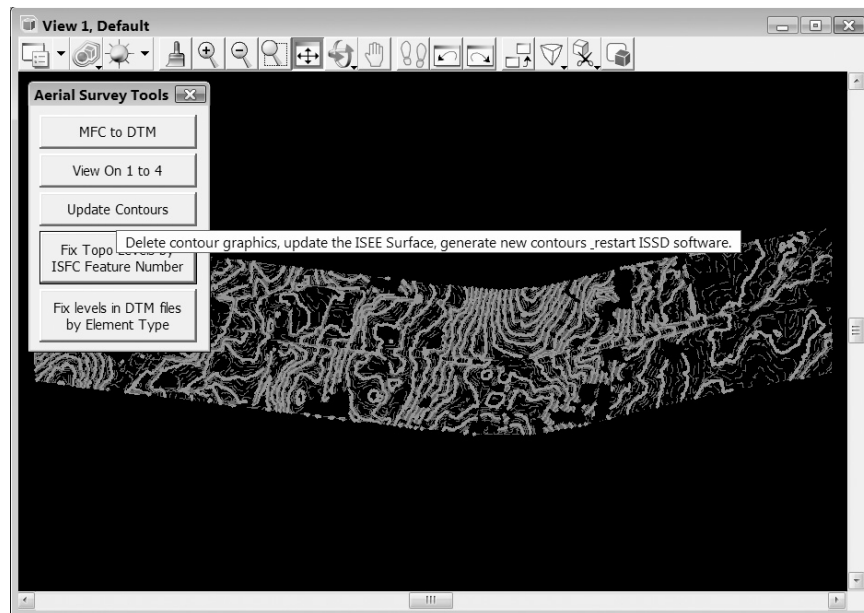 View 1, Default
Aerial Survey Tools
MFC to DTM
View On 1 to 4
Update Contours
Delete contour graphics, update the ISEE Surface, generate new contours _restart ISSD software.
Fix Topo Levels by
ISFC Feature Number
Fix levels in DTM files
by Element Type